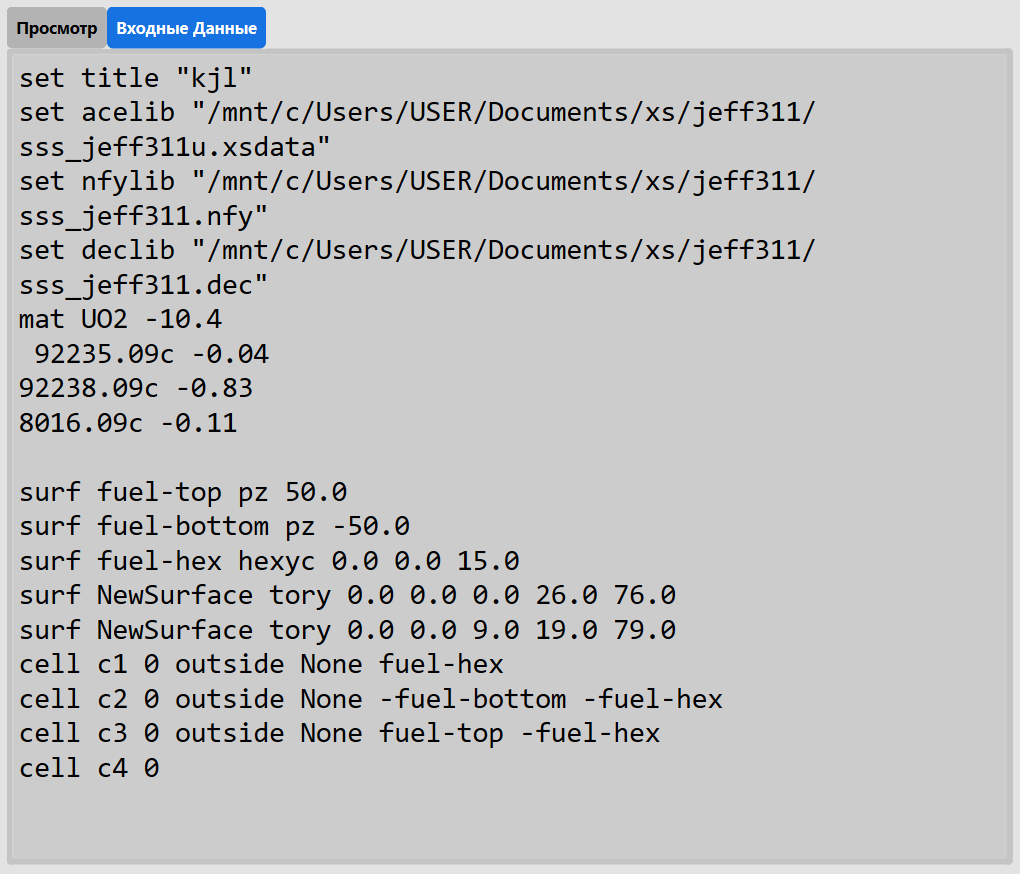 Просмотр Входные Данные
set title "kjl"
set acelib "/mnt/c/Users/USER/Documents/xs/jeff311/
sss_jeff311u.xsdata"
set nfylib "/mnt/c/Users/USER/Documents/xs/jeff311/
sss_jeff311.nfy"
set declib "/mnt/c/Users/USER/Documents/xs/jeff311/
sss_jeff311.dec"
mat UO2 -10.4
 92235.09c -0.04
92238.09c -0.83
8016.09c -0.11

surf fuel-top pz 50.0
surf fuel-bottom pz -50.0
surf fuel-hex hexyc 0.0 0.0 15.0
surf NewSurface tory 0.0 0.0 0.0 26.0 76.0
surf NewSurface tory 0.0 0.0 9.0 19.0 79.0
cell c1 0 outside None fuel-hex
cell c2 0 outside None -fuel-bottom -fuel-hex
cell c3 0 outside None fuel-top -fuel-hex
cell c4 0